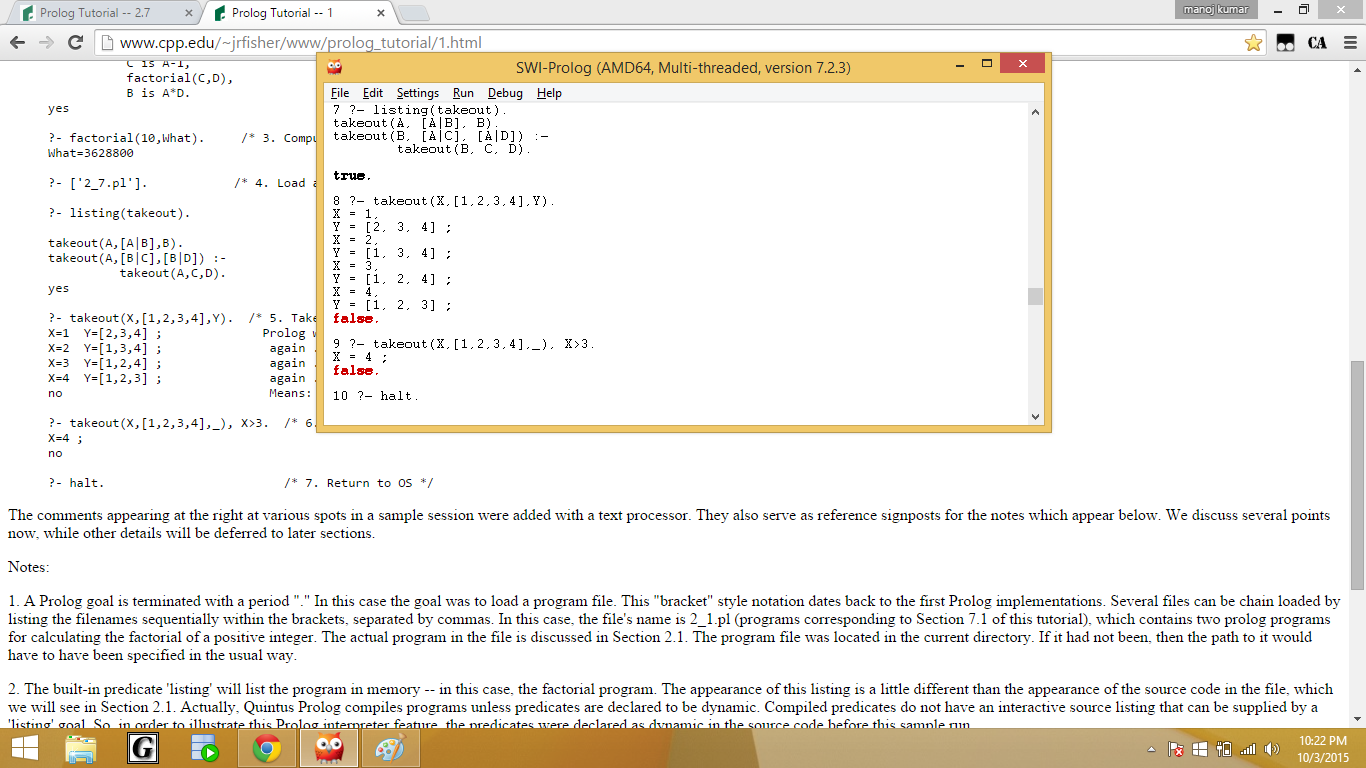 Prolog Tutorial -- 2.7
Prolog Tutorial -- 1
manoj kumar
www.cpp.edu/~jrfisher/www/prolog_tutorial/1.html
CA
C is A-1,
factorial(C,D),
B is A*D.
yes
?- factorial(10,What). /* 3. Compu
What=3628800
?- ['2_7.pl']. /* 4. Load a
?- listing(takeout).
takeout(A,[A|B],B).
takeout(A,[B|C],[B|D]) :-
takeout(A,C,D).
yes
?- takeout(X,[1,2,3,4],Y). /* 5. Take
X=1 Y=[2,3,4] ; Prolog w
X=2 Y=[1,3,4] ; again .
X=3 Y=[1,2,4] ; again .
X=4 Y=[1,2,3] ; again .
no Means:
?- takeout(X,[1,2,3,4],_), X>3. /* 6.
X=4 ;
no
?- halt. /* 7. Return to OS */
SWI-Prolog (AMD64, Multi-threaded, version 7.2.3)
File Edit Settings Run Debug Help
7 ?- listing(takeout).
takeout(A, [A|B], B).
takeout(B, [A|C], [A|D]) :-
takeout(B, C, D).
true.
8 ?- takeout(X,[1,2,3,4],Y).
X = 1,
Y = [2, 3, 4] ;
X = 2,
Y = [1, 3, 4] ;
X = 3,
Y = [1, 2, 4] ;
X = 4,
Y = [1, 2, 3] ;
false.
9 ?- takeout(X,[1,2,3,4],_), X>3.
X = 4 ;
false.
10 ?- halt.
The comments appearing at the right at various spots in a sample session were added with a text processor. They also serve as reference signposts for the notes which appear below. We discuss several points
now, while other details will be deferred to later sections.
Notes:
1. A Prolog goal is terminated with a period "." In this case the goal was to load a program file. This "bracket" style notation dates back to the first Prolog implementations. Several files can be chain loaded by
listing the filenames sequentially within the brackets, separated by commas. In this case, the file's name is 2_1.pl (programs corresponding to Section 7.1 of this tutorial), which contains two prolog programs
for calculating the factorial of a positive integer. The actual program in the file is discussed in Section 2.1. The program file was located in the current directory. If it had not been, then the path to it would
have to have been specified in the usual way.
2. The built-in predicate 'listing' will list the program in memory -- in this case, the factorial program. The appearance of this listing is a little different than the appearance of the source code in the file, which
we will see in Section 2.1. Actually, Quintus Prolog compiles programs unless predicates are declared to be dynamic. Compiled predicates do not have an interactive source listing that can be supplied by a
'listing' goal. So, in order to illustrate this Prolog interpreter feature, the predicates were declared as dynamic in the source code before this sample run.
G
10:22 PM
10/3/2015